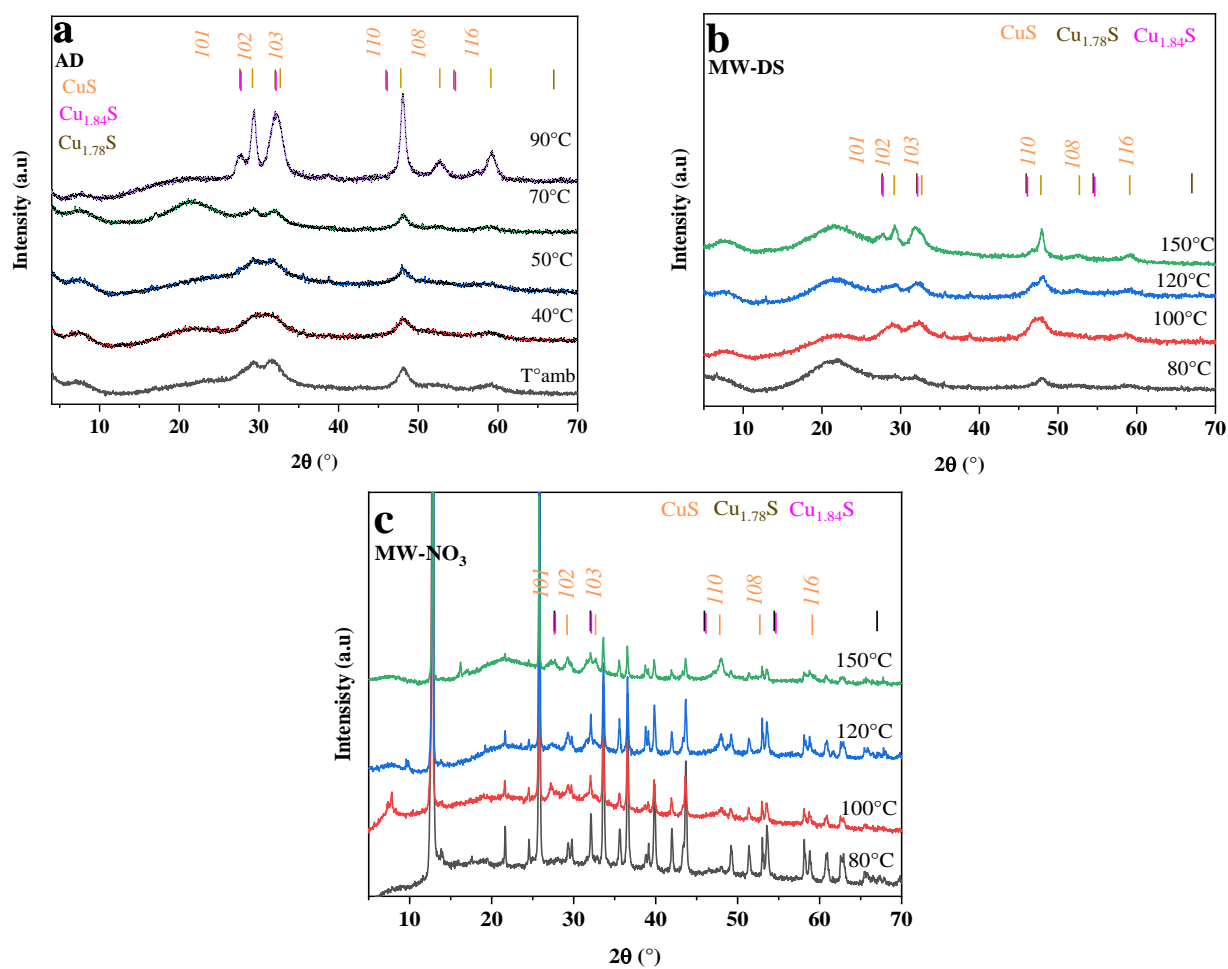 a
AD
101 102 103 110 108 116
CuS
Cu1.84S
Cu1.78S
90°C
70°C
50°C
40°C
T°amb
Intensity (a.u)
10 20 30 40 50 60 70
2θ (°)
b
MW-DS
CuS Cu1.78S Cu1.84S
101 102 103 110 108 116
150°C
120°C
100°C
80°C
Intensity (a.u)
10 20 30 40 50 60 70
2θ (°)
c
MW-NO3
CuS Cu1.78S Cu1.84S
101 102 103 110 108 116
150°C
120°C
100°C
80°C
Intensisty (a.u)
10 20 30 40 50 60 70
2θ (°)